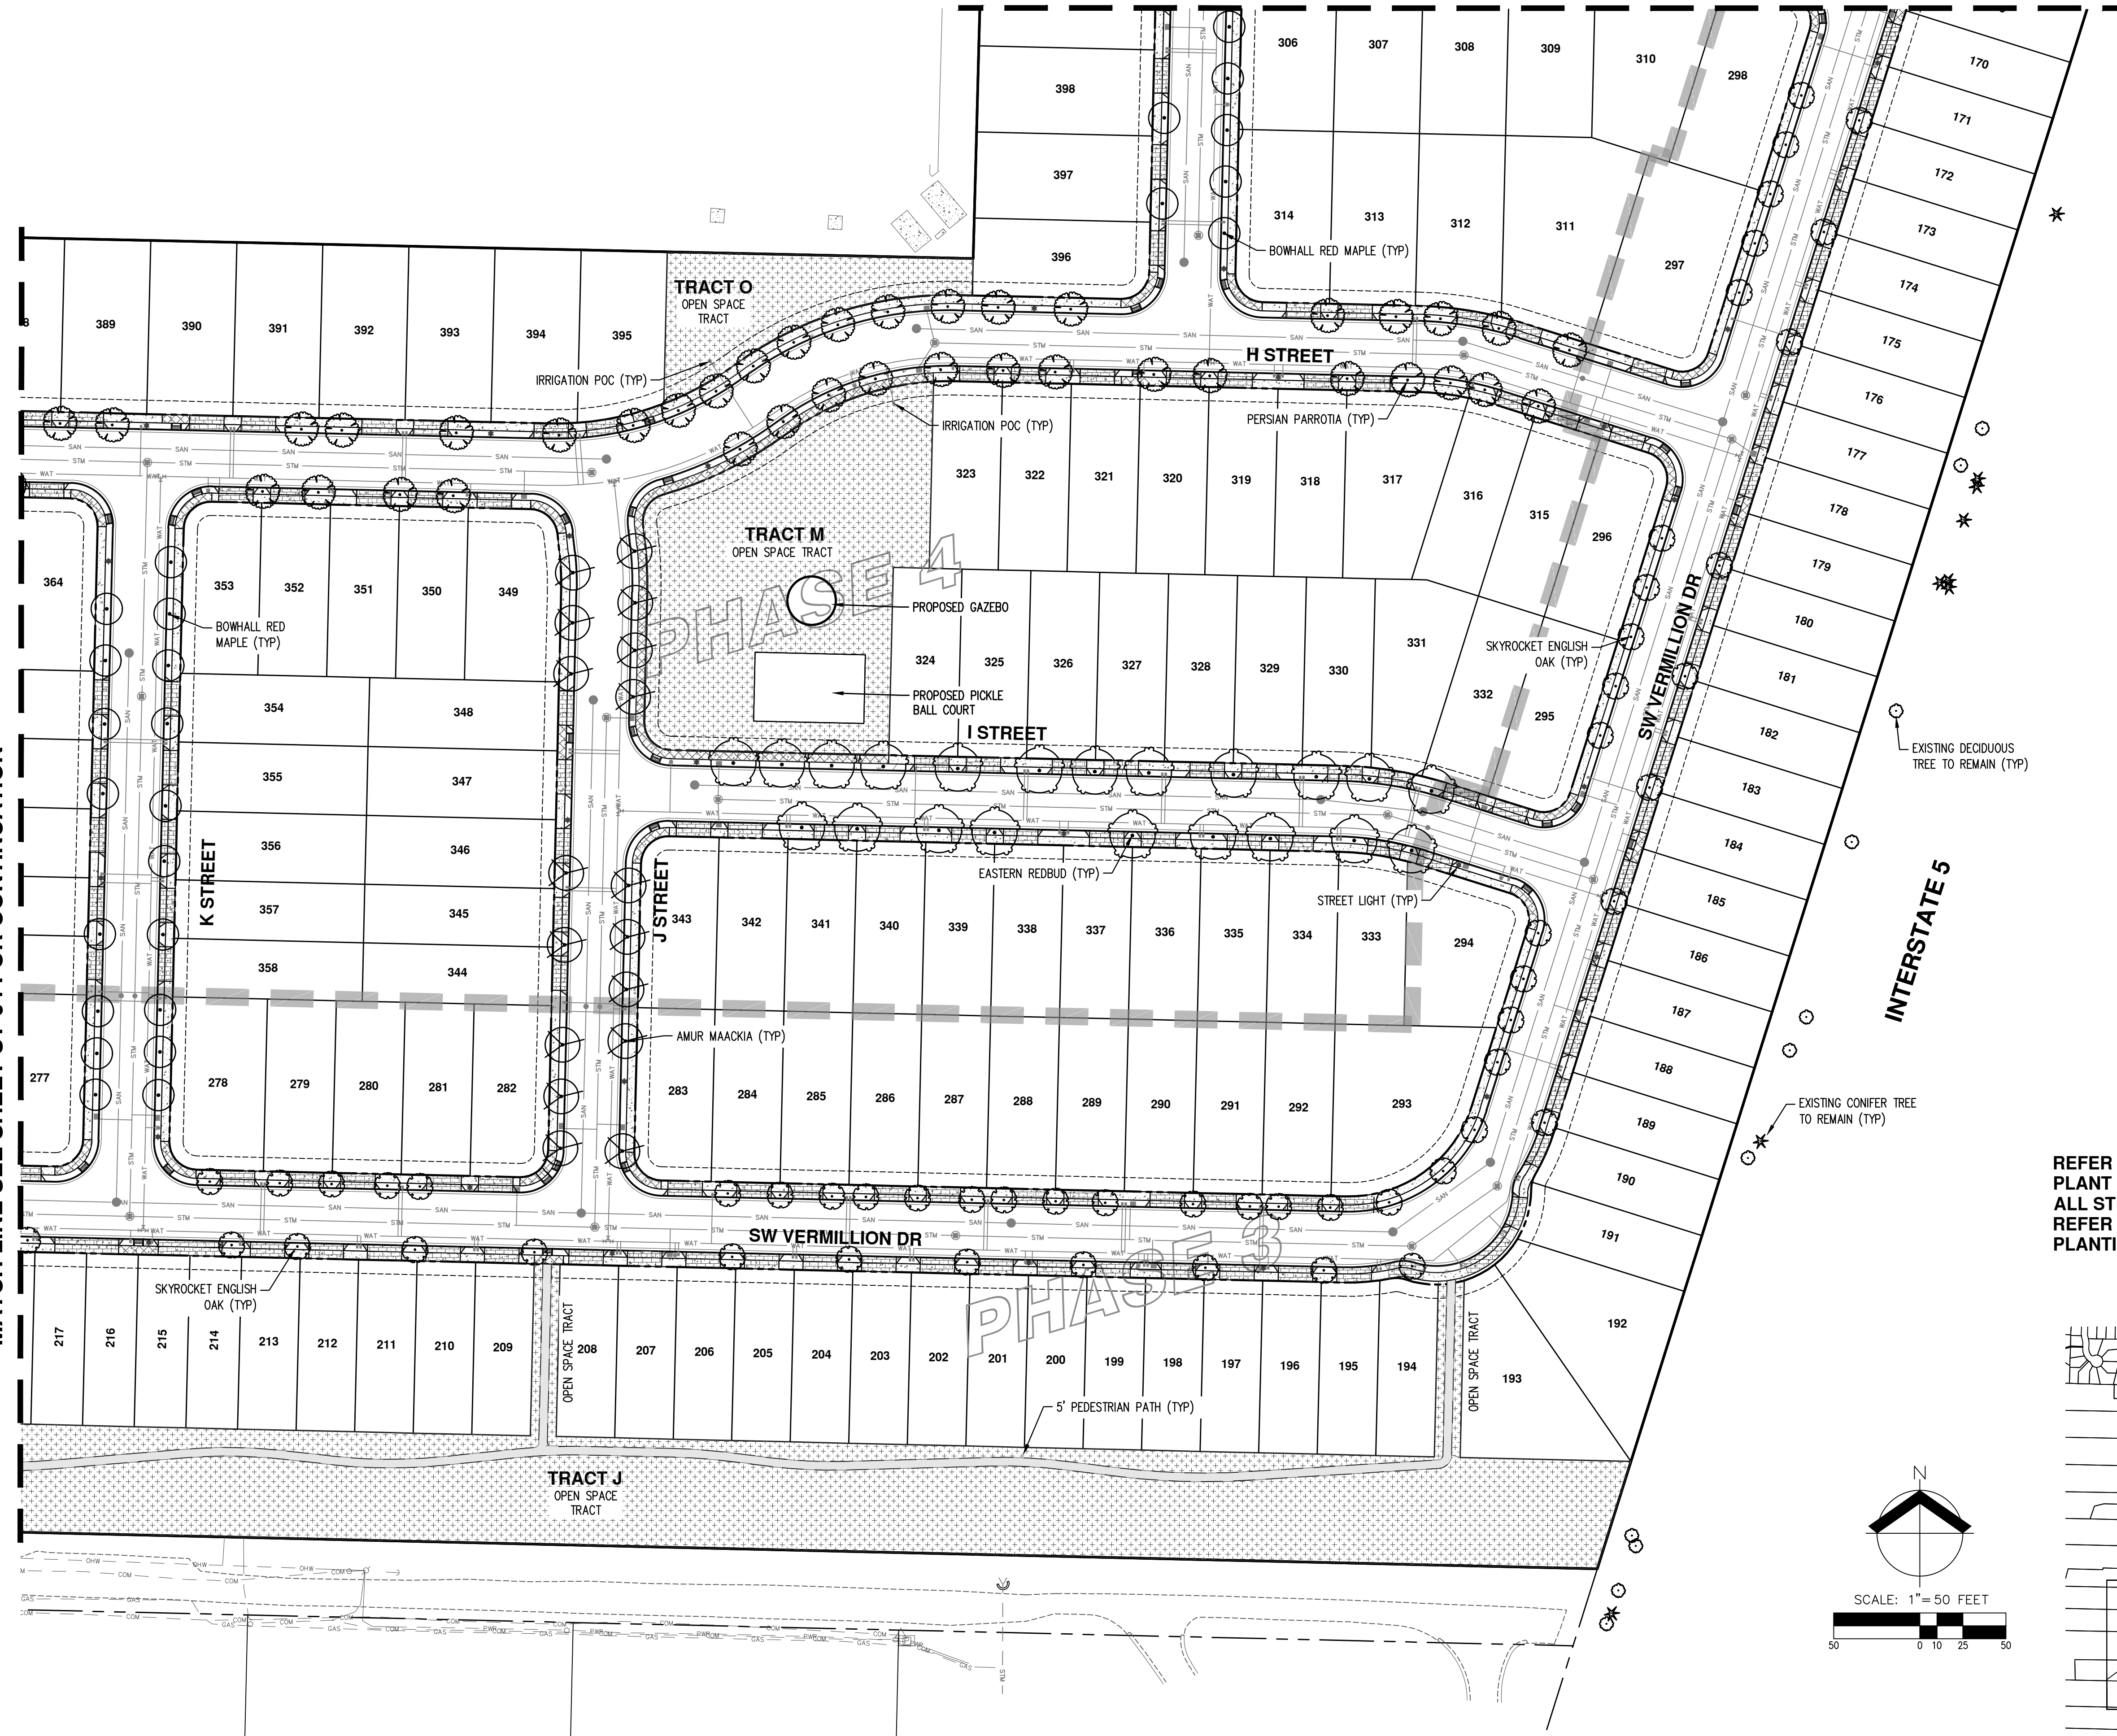 306
307
308
309
310
298
170
171
172
173
174
175
176
177
178
179
180
181
182
183
184
185
186
187
188
189
190
191
192
193
398
397
396
314
313
312
311
297
BOWHALL RED MAPLE (TYP)
TRACT O
OPEN SPACE
TRACT
389
390
391
392
393
394
395
IRRIGATION POC (TYP)
H STREET
IRRIGATION POC (TYP)
PERSIAN PARROTIA (TYP)
323
322
321
320
319
318
317
316
315
296
TRACT M
OPEN SPACE TRACT
PHASE 4
PROPOSED GAZEBO
PROPOSED PICKLE
BALL COURT
364
353
352
351
350
349
BOWHALL RED
MAPLE (TYP)
354
348
355
347
356
346
357
345
358
344
K STREET
J STREET
324
325
326
327
328
329
330
331
332
295
SKYROCKET ENGLISH
OAK (TYP)
SW VERMILLION DR
I STREET
EXISTING DECIDUOUS
TREE TO REMAIN (TYP)
INTERSTATE 5
EASTERN REDBUD (TYP)
STREET LIGHT (TYP)
343
342
341
340
339
338
337
336
335
334
333
294
AMUR MAACKIA (TYP)
277
278
279
280
281
282
283
284
285
286
287
288
289
290
291
292
293
EXISTING CONIFER TREE
TO REMAIN (TYP)
REFER
PLANT
ALL ST
REFER
PLANTI
SW VERMILLION DR
PHASE 3
SKYROCKET ENGLISH
OAK (TYP)
217
216
215
214
213
212
211
210
209
OPEN SPACE TRACT
208
207
206
205
204
203
202
201
200
199
198
197
196
195
194
OPEN SPACE TRACT
5' PEDESTRIAN PATH (TYP)
TRACT J
OPEN SPACE
TRACT
N
SCALE: 1"= 50 FEET
50 0 10 25 50
SAN
STM
WAT
OHW
COM
GAS
PWR